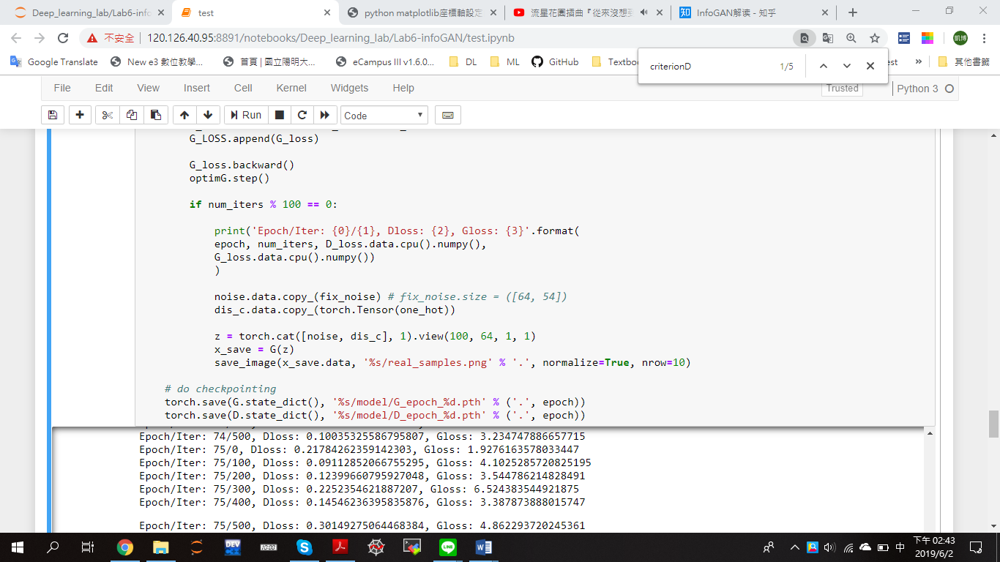 Deep_learning_lab/Lab6-info
test
python matplotlib座標軸設定
流星花園插曲『從來沒想到
知 InfoGAN解读 - 知乎
不安全 120.126.40.95:8891/notebooks/Deep_learning_lab/Lab6-infoGAN/test.ipynb
凱博
Google Translate
New e3 數位教學...
首頁 | 國立陽明大...
eCampus III v1.6.0...
DL
ML
GitHub
Textboo
est
»
其他書籤
criterionD 1/5
File Edit View Insert Cell Kernel Widgets Help
Trusted
Python 3
Run
Code
G_LOSS.append(G_loss)
G_loss.backward()
optimG.step()
if num_iters % 100 == 0:
print('Epoch/Iter: {0}/{1}, Dloss: {2}, Gloss: {3}'.format(
epoch, num_iters, D_loss.data.cpu().numpy(),
G_loss.data.cpu().numpy())
)
noise.data.copy_(fix_noise) # fix_noise.size = ([64, 54])
dis_c.data.copy_(torch.Tensor(one_hot))
z = torch.cat([noise, dis_c], 1).view(100, 64, 1, 1)
x_save = G(z)
save_image(x_save.data, '%s/real_samples.png' % '.', normalize=True, nrow=10)
# do checkpointing
torch.save(G.state_dict(), '%s/model/G_epoch_%d.pth' % ('.', epoch))
torch.save(D.state_dict(), '%s/model/D_epoch_%d.pth' % ('.', epoch))
Epoch/Iter: 74/500, Dloss: 0.10035325586795807, Gloss: 3.234747886657715
Epoch/Iter: 75/0, Dloss: 0.21784262359142303, Gloss: 1.9276163578033447
Epoch/Iter: 75/100, Dloss: 0.09112852066755295, Gloss: 4.1025285720825195
Epoch/Iter: 75/200, Dloss: 0.12399660795927048, Gloss: 3.544786214828491
Epoch/Iter: 75/300, Dloss: 0.2252354621887207, Gloss: 6.524383544921875
Epoch/Iter: 75/400, Dloss: 0.14546236395835876, Gloss: 3.387873888015747
Epoch/Iter: 75/500, Dloss: 0.30149275064468384, Gloss: 4.862293720245361
DEV
LINE
中
下午 02:43
2019/6/2